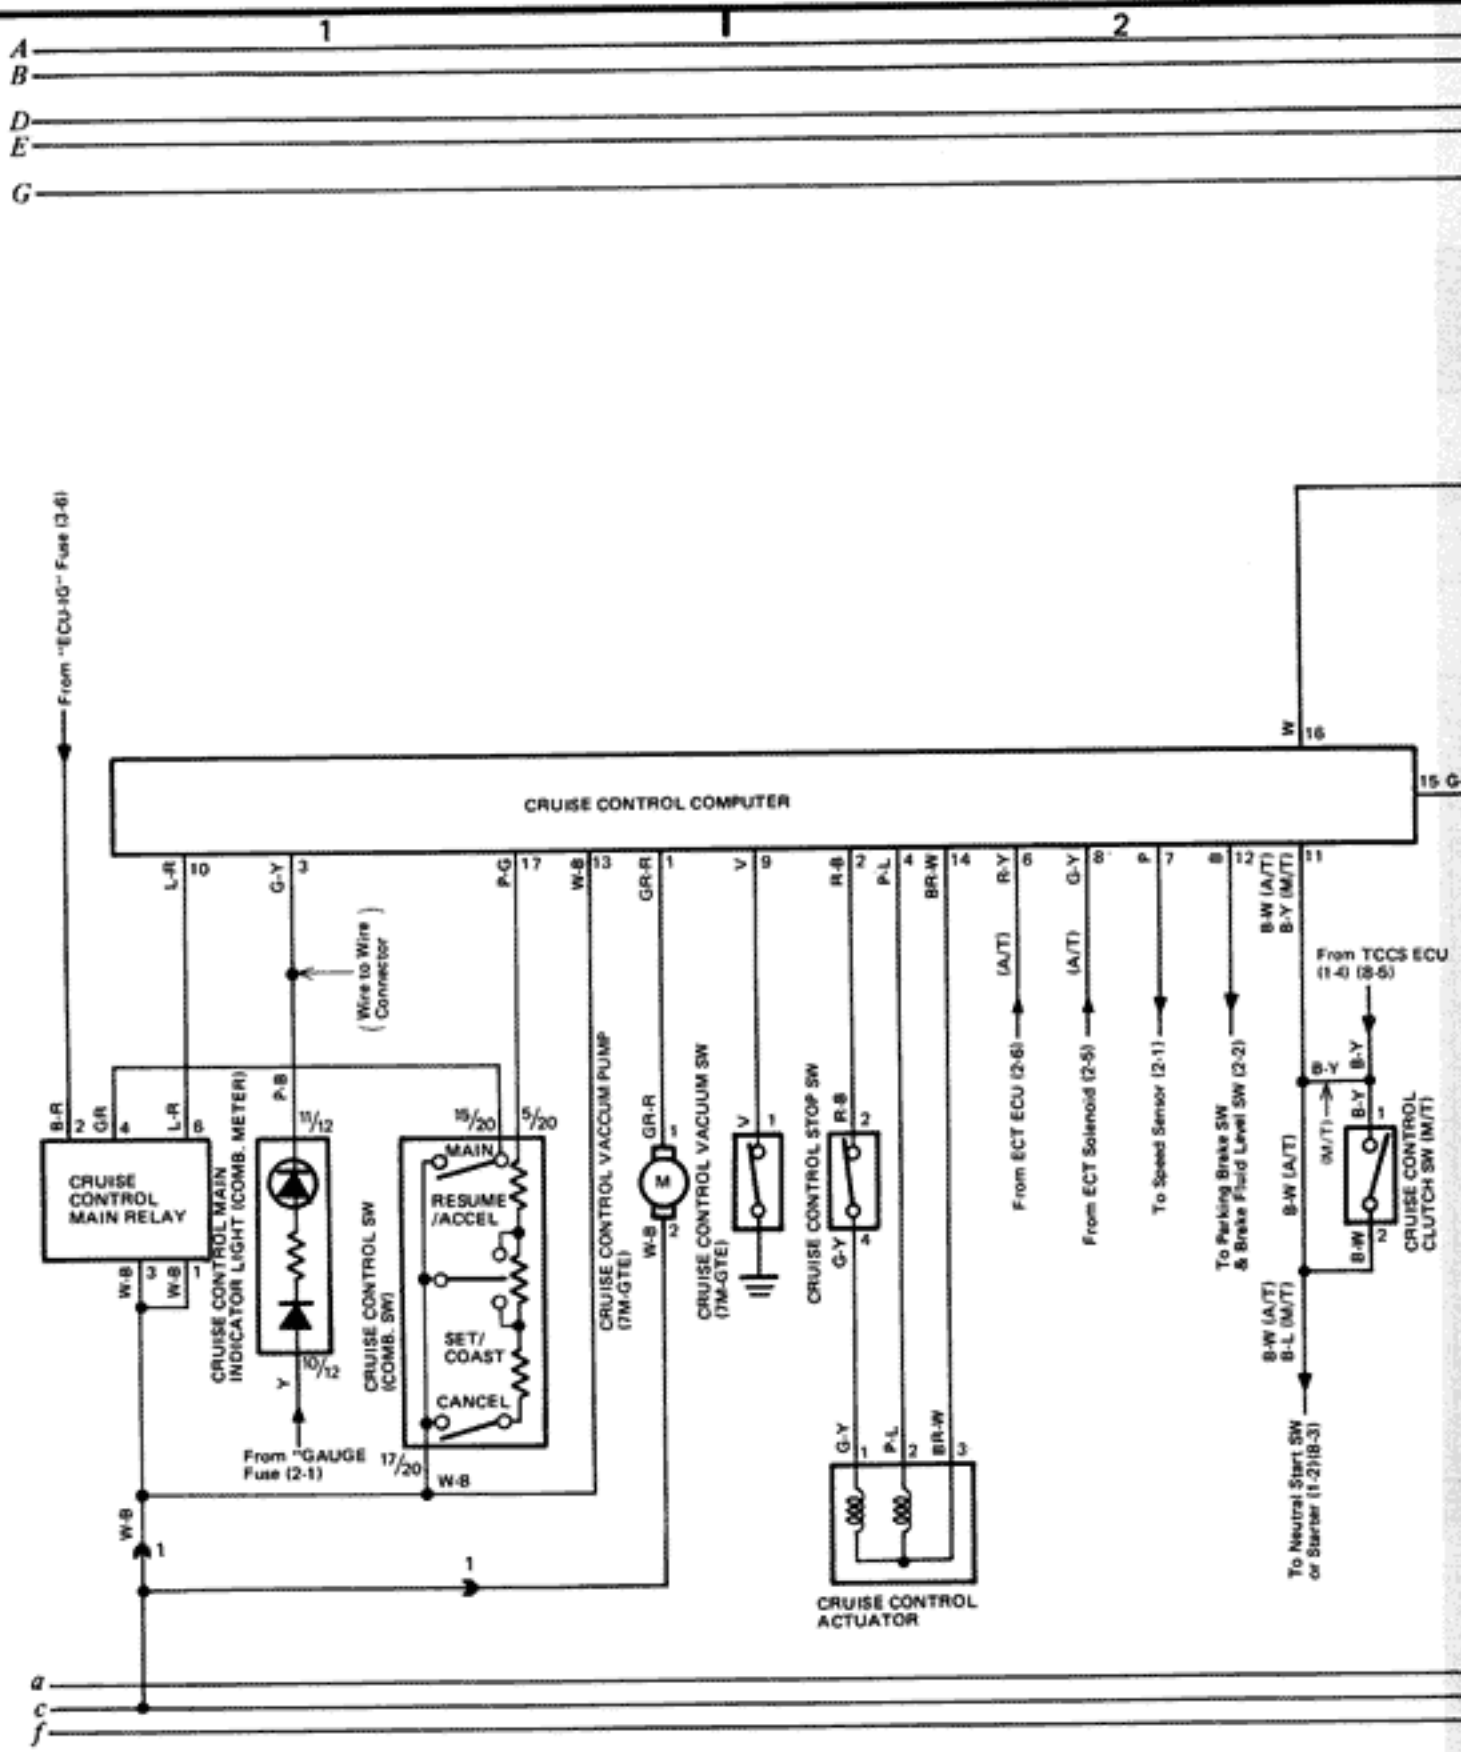 1
2
A
B
D
E
G
From "ECU-IG" Fuse (3-6)
W
16
CRUISE CONTROL COMPUTER
15 G-
L-R
10
G-Y
3
P-G
17
W-B
13
GR-R
1
V
9
R-B
2
P-L
4
BR-W
14
R-Y
6
G-Y
8
P
7
B
12
B-W (A/T)
B-Y (M/T)
11
(Wire to Wire
Connector)
(A/T)
(A/T)
From TCCS ECU
(1-4) (8-5)
B-R
2
GR
4
L-R
6
P-B
11/12
15/20
5/20
GR-R
1
V
1
R-B
2
B-Y
B-Y
B-Y
1
(M/T)
CRUISE
CONTROL
MAIN RELAY
CRUISE CONTROL MAIN
INDICATOR LIGHT (COMB. METER)
CRUISE CONTROL SW
(COMB. SW)
MAIN
RESUME
/ACCEL
SET/
COAST
CANCEL
CRUISE CONTROL VACCUM PUMP
(7M-GTE)
M
CRUISE CONTROL VACUUM SW
(7M-GTE)
CRUISE CONTROL STOP SW
From ECT ECU (2-6)
From ECT Solenoid (2-5)
To Speed Sensor (2-1)
To Parking Brake SW
& Brake Fluid Level SW (2-2)
B-W (A/T)
CRUISE CONTROL
CLUTCH SW (M/T)
W-B
3
W-B
1
W-B
2
G-Y
4
B-W
2
B-W (A/T)
B-L (M/T)
Y
10/12
From "GAUGE
Fuse (2-1)
17/20
W-B
G-Y
1
P-L
2
BR-W
3
To Neutral Start SW
or Starter (1-2)(8-3)
W-B
1
1
CRUISE CONTROL
ACTUATOR
a
c
f